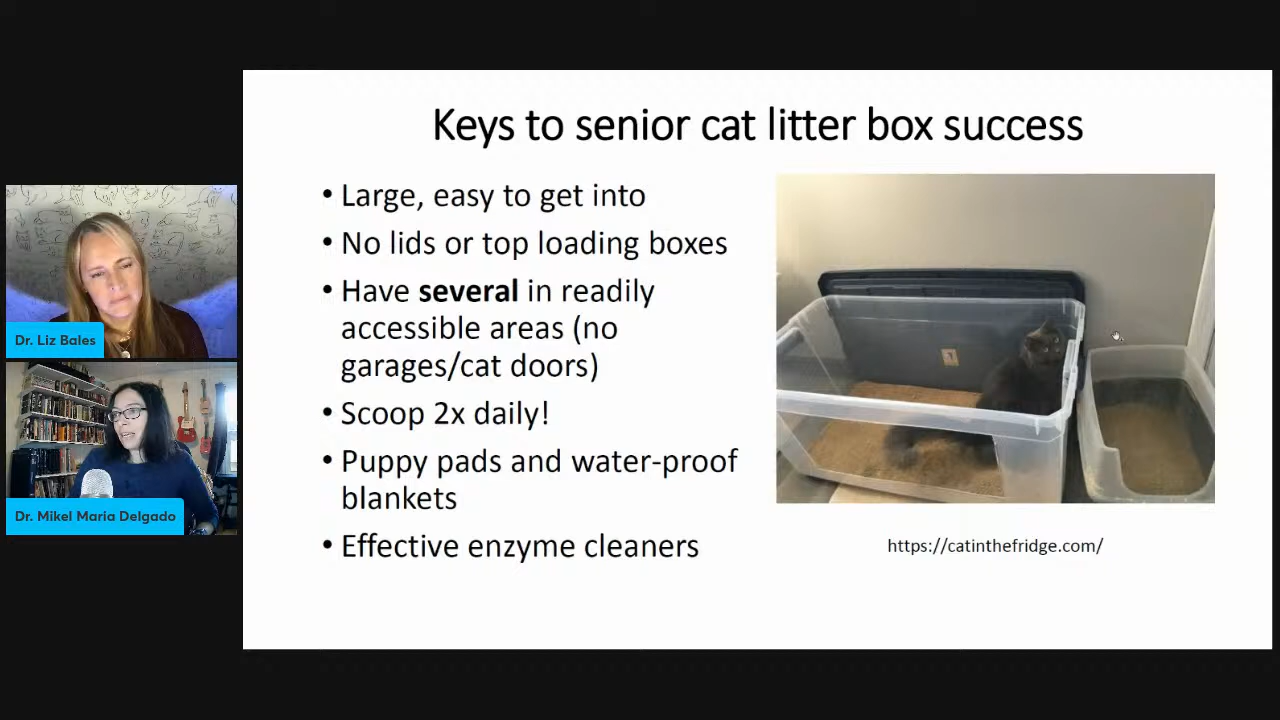 Keys to senior cat litter box success
• Large, easy to get into
• No lids or top loading boxes
• Have several in readily
accessible areas (no
garages/cat doors)
• Scoop 2x daily!
• Puppy pads and water-proof
blankets
• Effective enzyme cleaners
https://catinthefridge.com/
Dr. Liz Bales
Dr. Mikel Maria Delgado